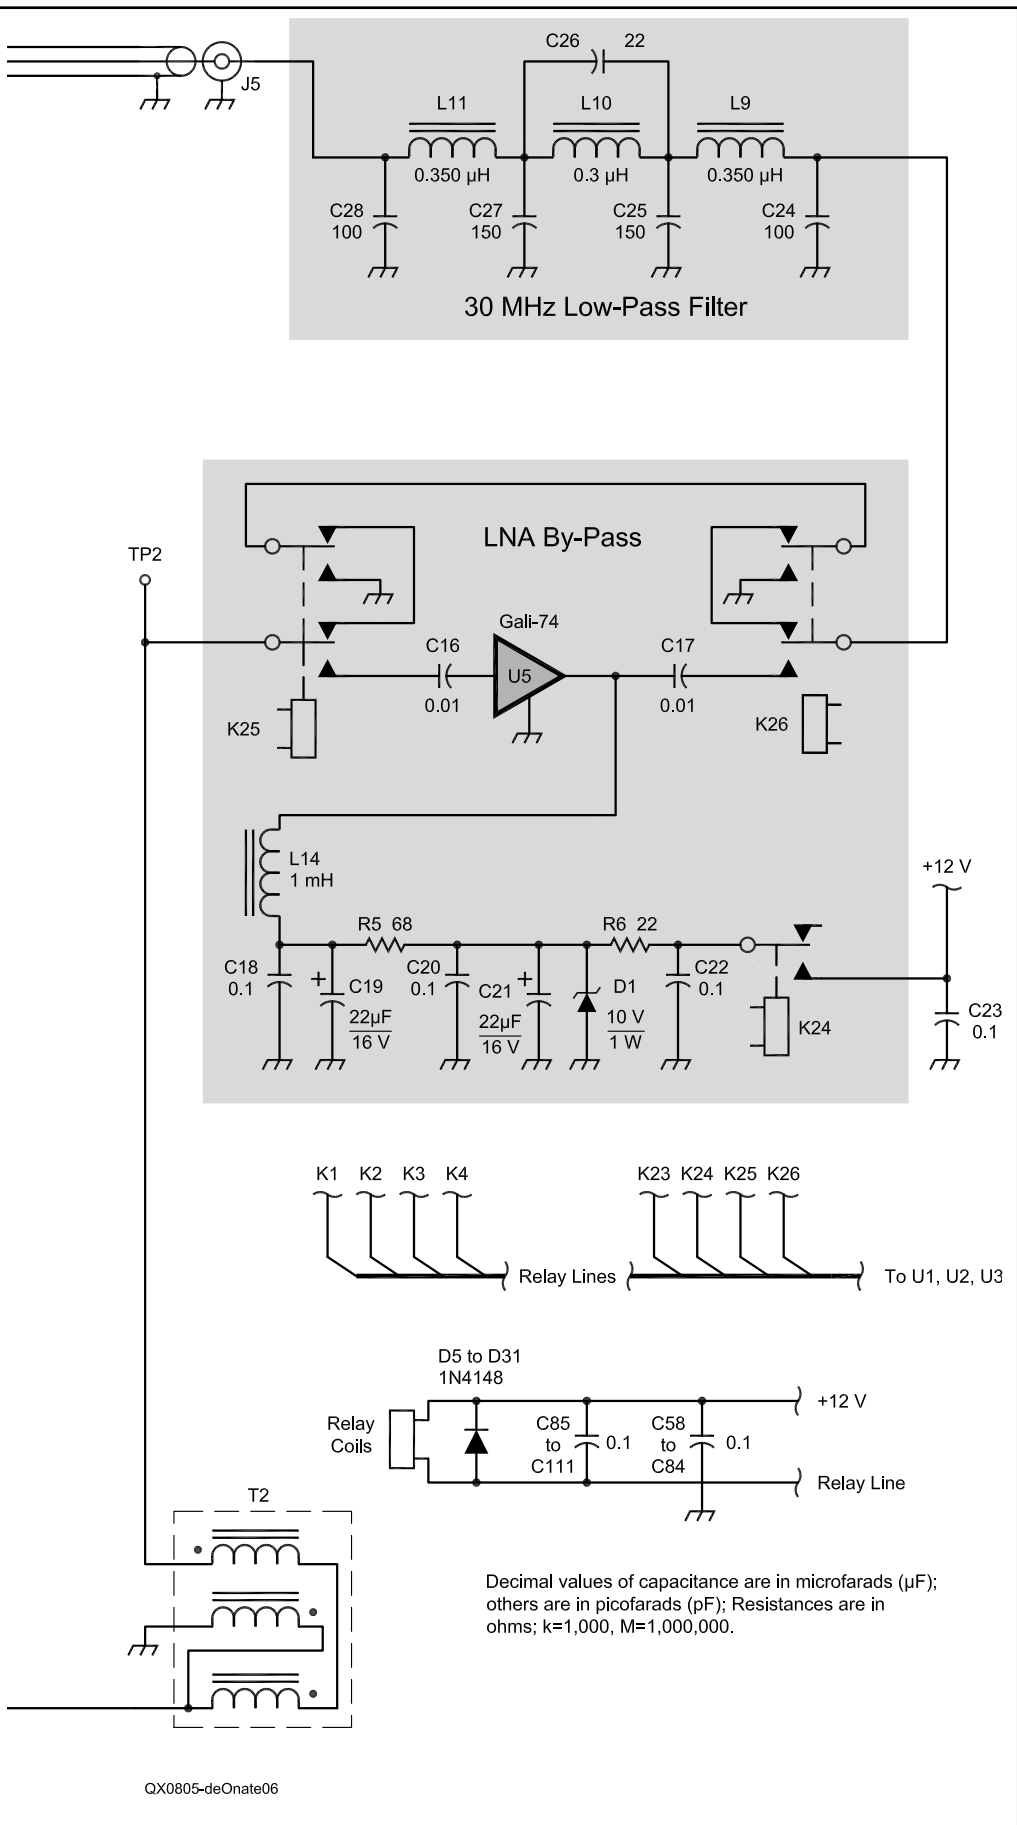 C26 22
J5
L11 L10 L9
0.350 µH 0.3 µH 0.350 µH
C28
100
C27
150
C25
150
C24
100
30 MHz Low-Pass Filter
LNA By-Pass
TP2
Gali-74
C16
0.01
U5
C17
0.01
K25
K26
L14
1 mH
+12 V
R5 68
R6 22
C18
0.1
+
C19
22µF
16 V
C20
0.1
+
C21
22µF
16 V
D1
10 V
1 W
C22
0.1
K24
C23
0.1
K1 K2 K3 K4
K23 K24 K25 K26
Relay Lines
To U1, U2, U3
D5 to D31
1N4148
Relay
Coils
C85
to
C111
0.1
C58
to
C84
0.1
+12 V
Relay Line
T2
Decimal values of capacitance are in microfarads (µF);
others are in picofarads (pF); Resistances are in
ohms; k=1,000, M=1,000,000.
QX0805-deOnate06